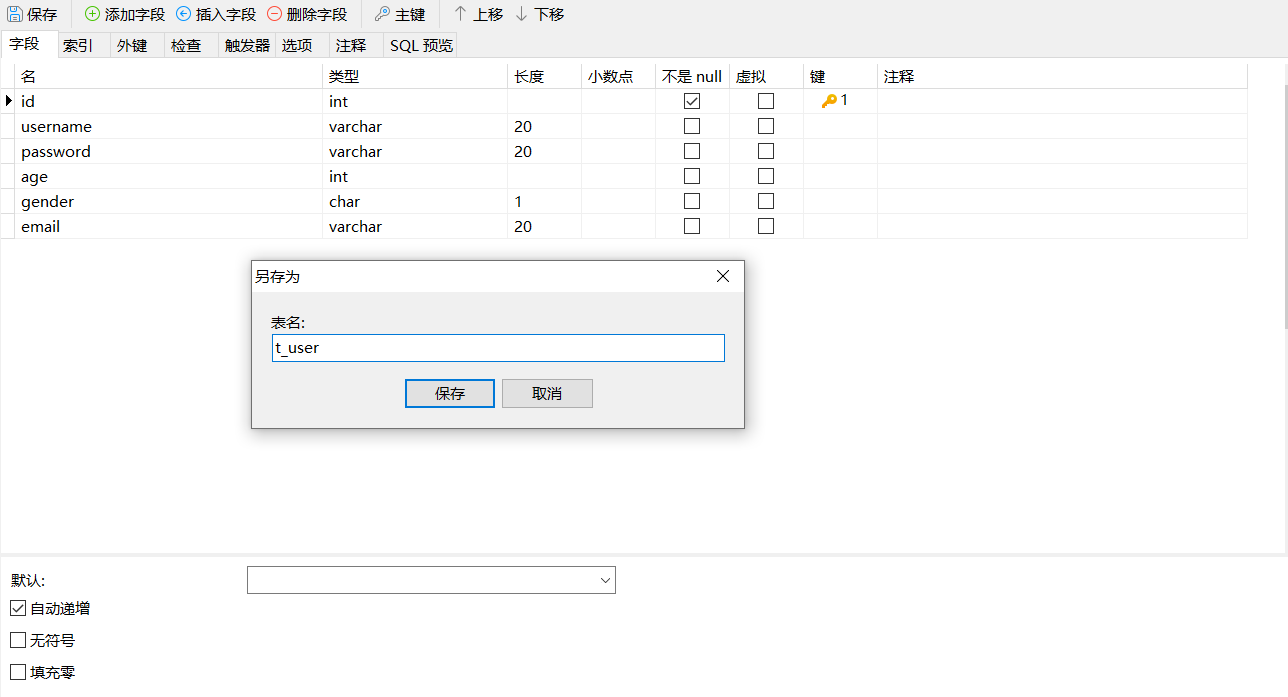 保存 添加字段 插入字段 删除字段 主键 上移 下移
字段 索引 外键 检查 触发器 选项 注释 SQL 预览
名 类型 长度 小数点 不是 null 虚拟 键 注释
id int 1
username varchar 20
password varchar 20
age int
gender char 1
email varchar 20
另存为
表名:
t_user
保存 取消
默认:
自动递增
无符号
填充零